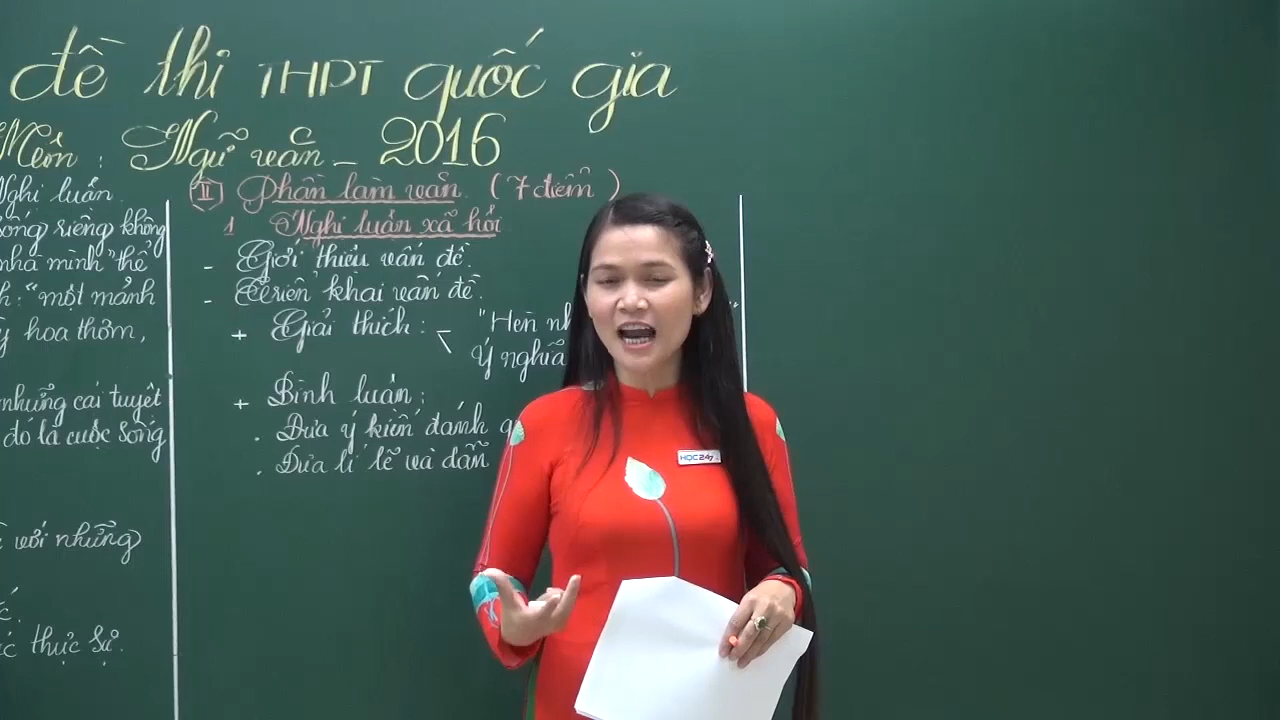 đề thi THPT quốc gia
Môn : Ngữ văn – 2016
Nghị luận.
sống riêng không
nhà mình" thể
"một mảnh
hoa thơm,
những cái tuyệt
đó là cuộc sống
với những
thực sự.
II Phần làm văn. (7 điểm)
1 Nghị luận xã hội
- Giới thiệu vấn đề.
- Triển khai vấn đề.
+ Giải thích : - "Hèn
Ý nghĩa
+ Bình luận :
. Đưa ý kiến đánh
. Đưa lí lẽ và dẫn
HỌC247